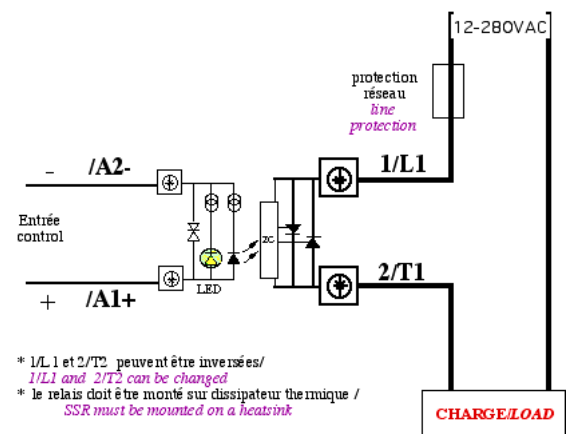 12-280VAC
protection
réseau
line
protection
- /A2-
1/L1
Entrée
control
ZC
2/T1
+ /A1+
LED
* 1/L1 et 2/T2 peuvent être inversées/
1/L1 and 2/T2 can be changed
* le relais doit être monté sur dissipateur thermique /
SSR must be mounted on a heatsink
CHARGE/LOAD